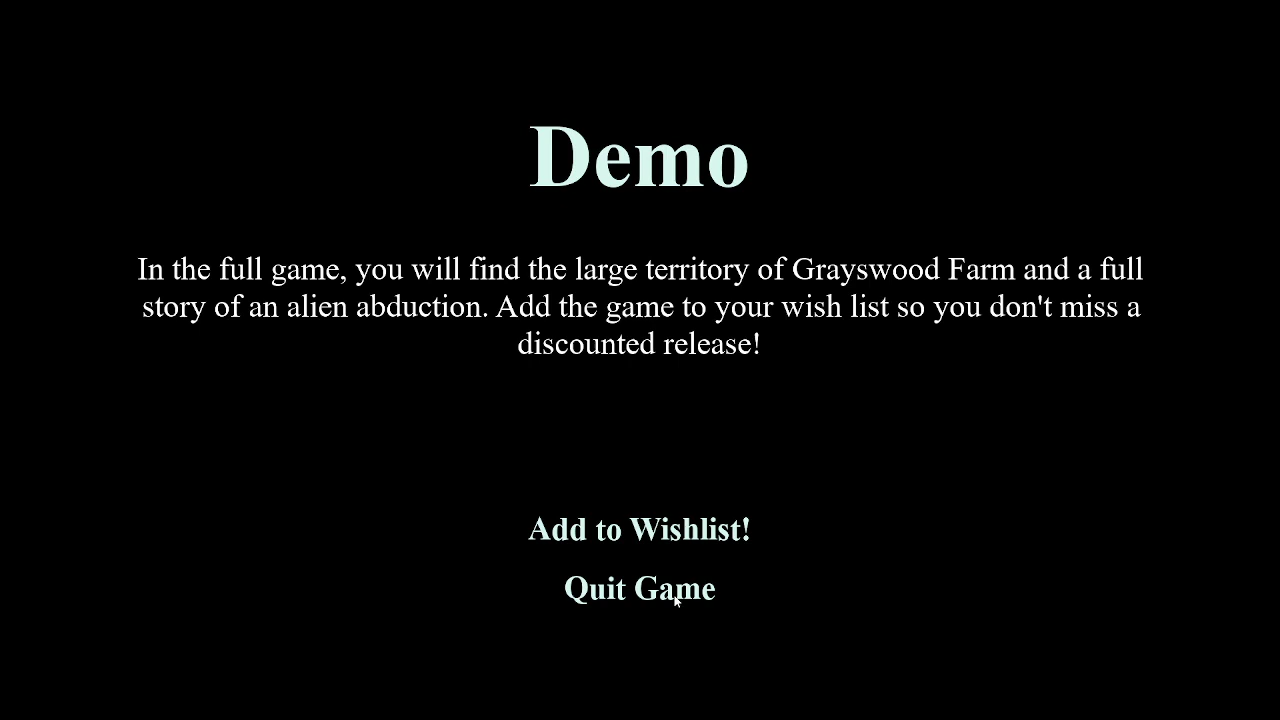 Demo
In the full game, you will find the large territory of Grayswood Farm and a full
story of an alien abduction. Add the game to your wish list so you don't miss a
discounted release!
Add to Wishlist!
Quit Game